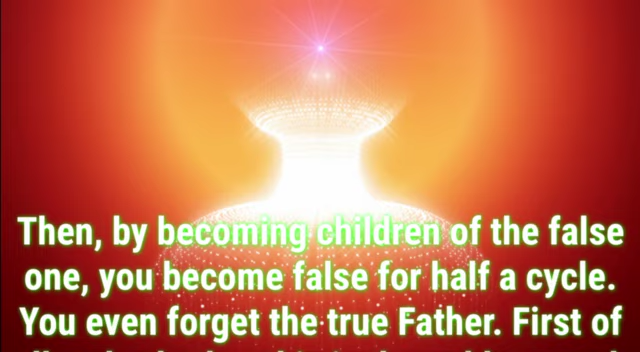 Then, by becoming children of the false
one, you become false for half a cycle.
You even forget the true Father. First of